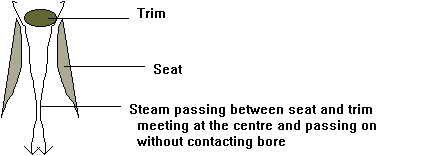 Trim
Seat
Steam passing between seat and trim
meeting at the centre and passing on
without contacting bore